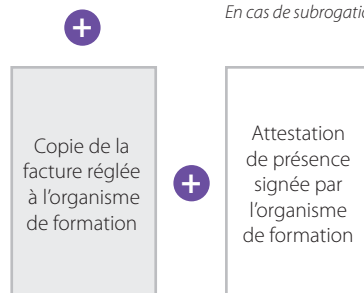 En cas de subrogatio
+
Copie de la
facture réglée
à l’organisme
de formation
+
Attestation
de présence
signée par
l’organisme
de formation